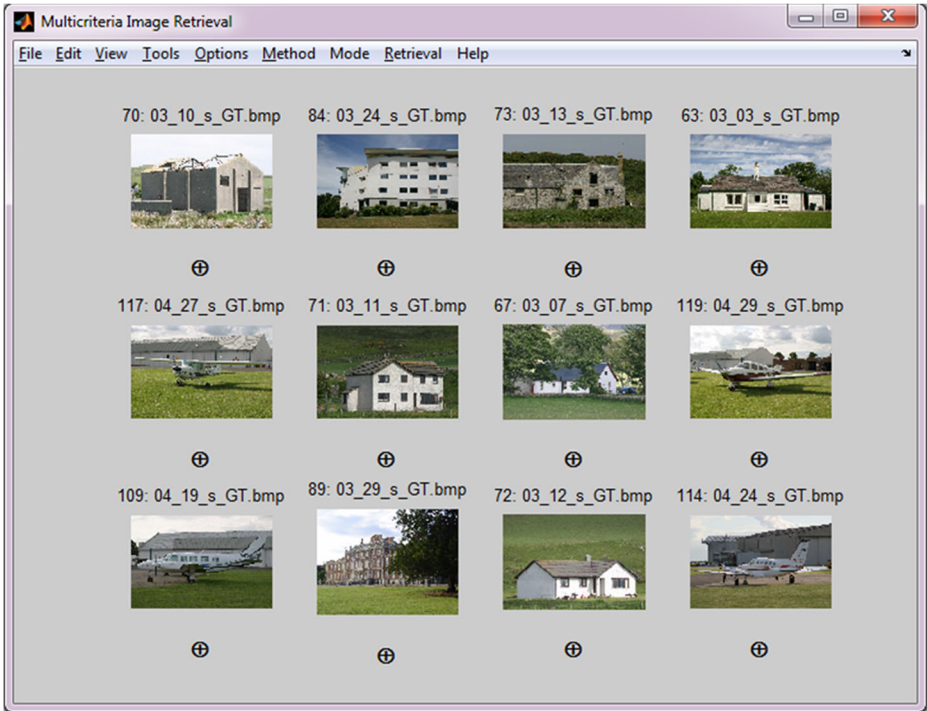 Multicriteria Image Retrieval
File Edit View Tools Options Method Mode Retrieval Help
70: 03_10_s_GT.bmp 84: 03_24_s_GT.bmp 73: 03_13_s_GT.bmp 63: 03_03_s_GT.bmp
117: 04_27_s_GT.bmp 71: 03_11_s_GT.bmp 67: 03_07_s_GT.bmp 119: 04_29_s_GT.bmp
109: 04_19_s_GT.bmp 89: 03_29_s_GT.bmp 72: 03_12_s_GT.bmp 114: 04_24_s_GT.bmp